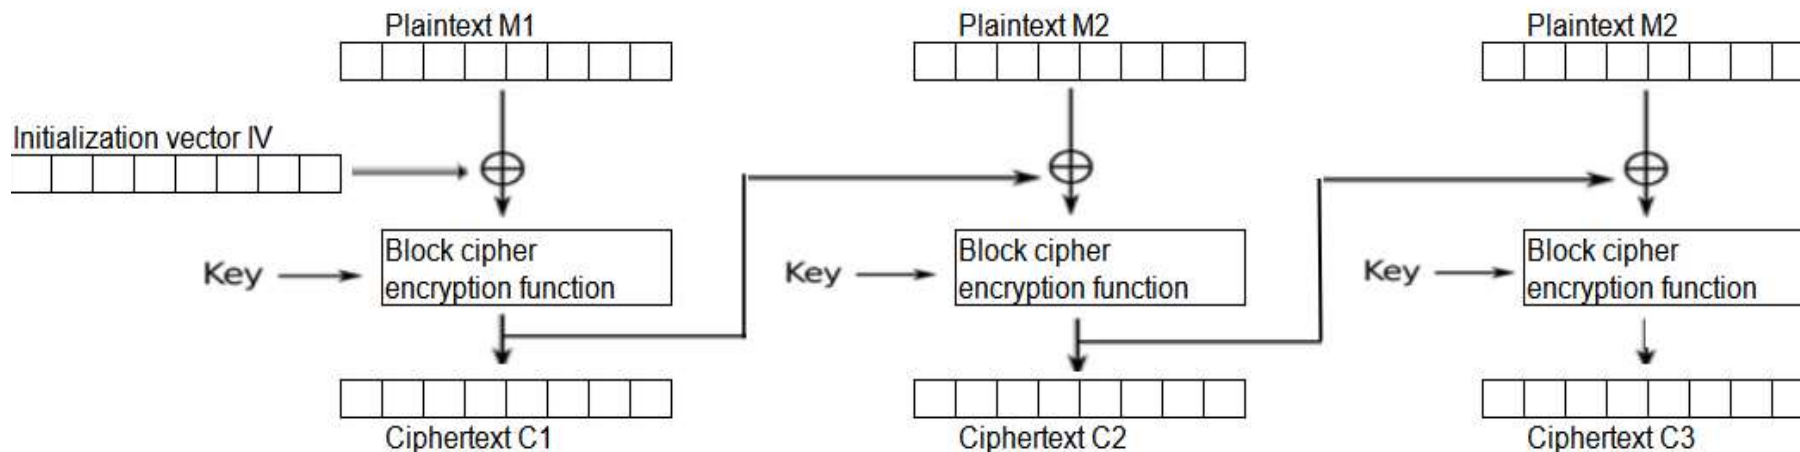 Plaintext M1
Plaintext M2
Plaintext M2
Initialization vector IV
Key
Block cipher
encryption function
Key
Block cipher
encryption function
Key
Block cipher
encryption function
Ciphertext C1
Ciphertext C2
Ciphertext C3